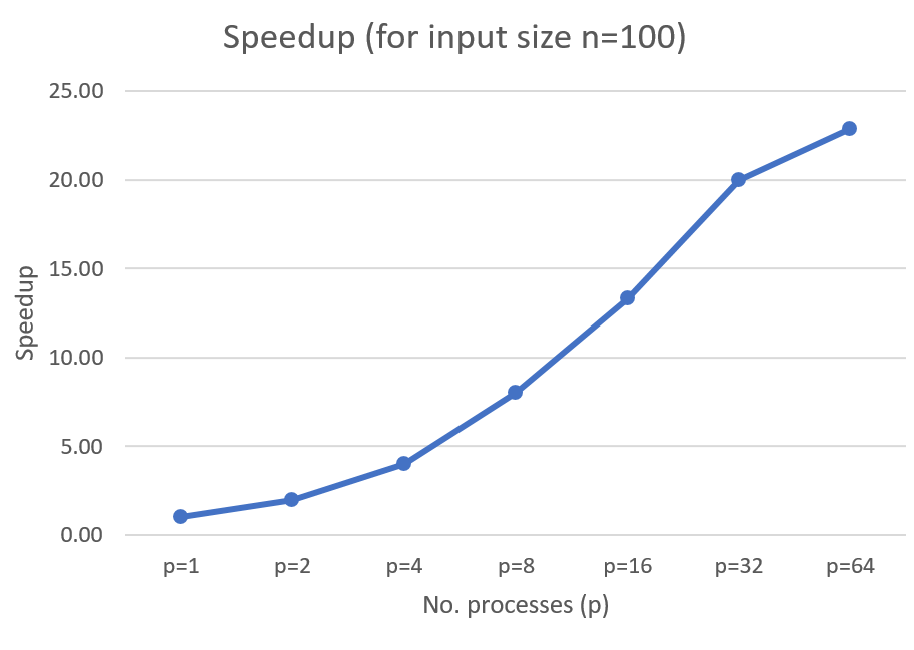 Speedup (for input size n=100)
25.00
20.00
15.00
10.00
5.00
0.00
Speedup
p=1 p=2 p=4 p=8 p=16 p=32 p=64
No. processes (p)